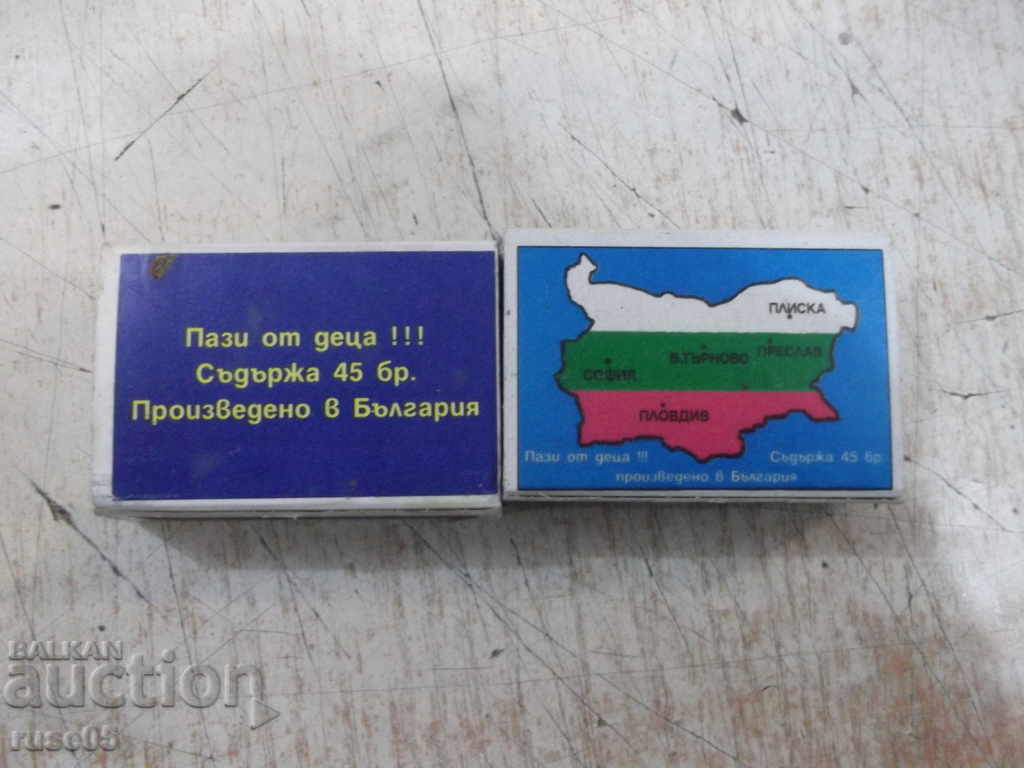 Пази от деца !!!
Съдържа 45 бр.
Произведено в България
ПЛИСКА
ПРЕСЛАВ
В.ТЪРНОВО
СОФИЯ
ПЛОВДИВ
Пази от деца !!!
Съдържа 45 бр.
произведено в България
BALKAN
auction
ruse05